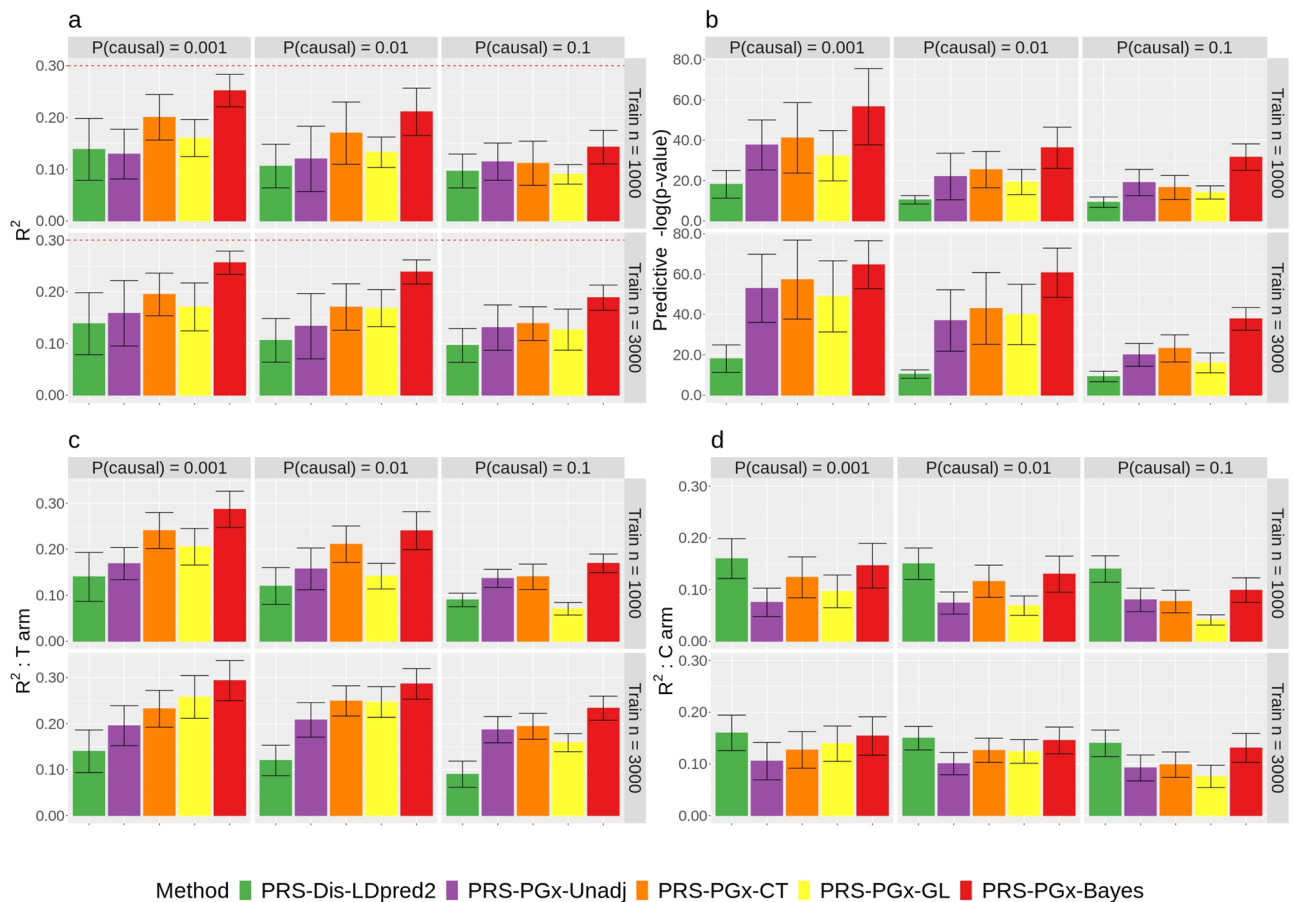 a
P(causal) = 0.001 P(causal) = 0.01 P(causal) = 0.1
0.30
0.20
0.10
0.00
Train n = 1000
0.30
0.20
0.10
0.00
Train n = 3000
R²
b
P(causal) = 0.001 P(causal) = 0.01 P(causal) = 0.1
80.0
60.0
40.0
20.0
0.0
Train n = 1000
80.0
60.0
40.0
20.0
0.0
Train n = 3000
Predictive -log(p-value)
c
P(causal) = 0.001 P(causal) = 0.01 P(causal) = 0.1
0.30
0.20
0.10
0.00
Train n = 1000
0.30
0.20
0.10
0.00
Train n = 3000
R² : T arm
d
P(causal) = 0.001 P(causal) = 0.01 P(causal) = 0.1
0.30
0.20
0.10
0.00
Train n = 1000
0.30
0.20
0.10
0.00
Train n = 3000
R² : C arm
Method PRS-Dis-LDpred2 PRS-PGx-Unadj PRS-PGx-CT PRS-PGx-GL PRS-PGx-Bayes